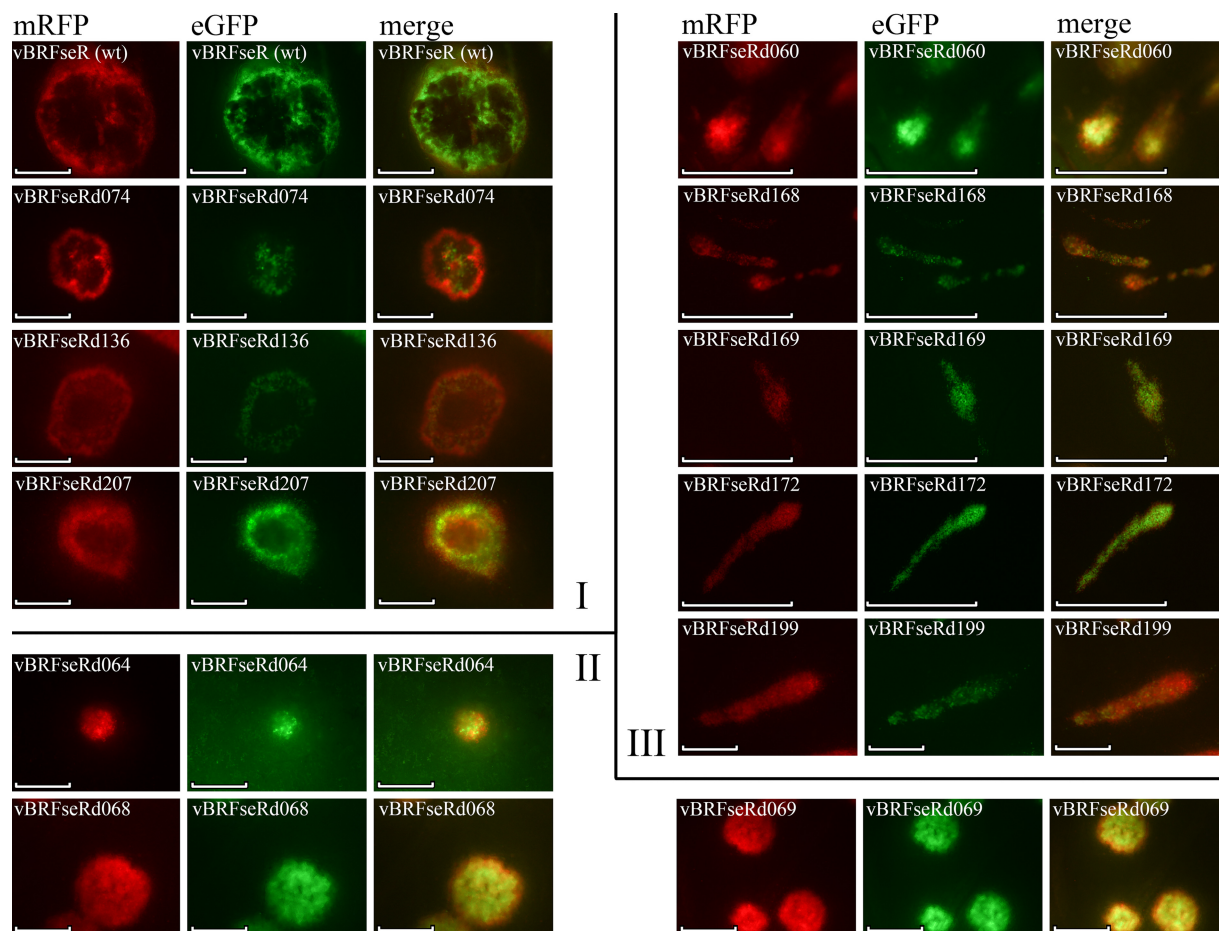 mRFP eGFP merge
vBRFseR (wt) vBRFseR (wt) vBRFseR (wt)
vBRFseRd074 vBRFseRd074 vBRFseRd074
vBRFseRd136 vBRFseRd136 vBRFseRd136
vBRFseRd207 vBRFseRd207 vBRFseRd207
I
II
vBRFseRd064 vBRFseRd064 vBRFseRd064
vBRFseRd068 vBRFseRd068 vBRFseRd068
mRFP eGFP merge
vBRFseRd060 vBRFseRd060 vBRFseRd060
vBRFseRd168 vBRFseRd168 vBRFseRd168
vBRFseRd169 vBRFseRd169 vBRFseRd169
vBRFseRd172 vBRFseRd172 vBRFseRd172
vBRFseRd199 vBRFseRd199 vBRFseRd199
III
vBRFseRd069 vBRFseRd069 vBRFseRd069